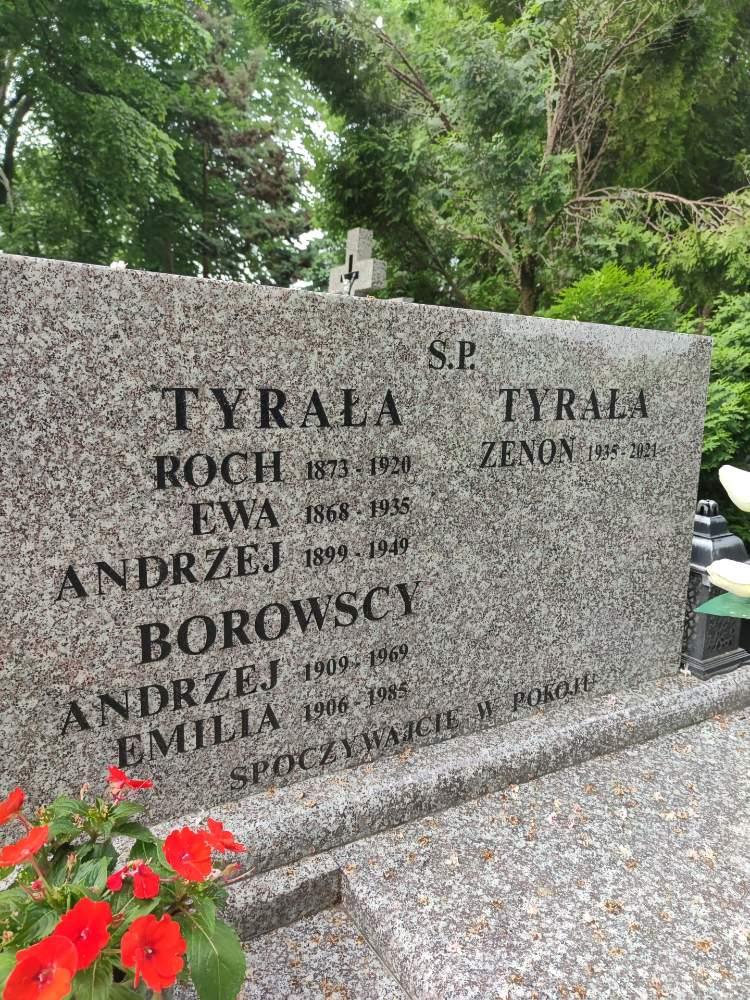 Ś.P.
TYRAŁA
ROCH 1873 - 1920
EWA 1868 - 1935
ANDRZEJ 1899 - 1949
BOROWSCY
ANDRZEJ 1909 - 1969
EMILIA 1906 - 1985
TYRAŁA
ZENON 1935 - 2021
SPOCZYWAJCIE W POKOJU